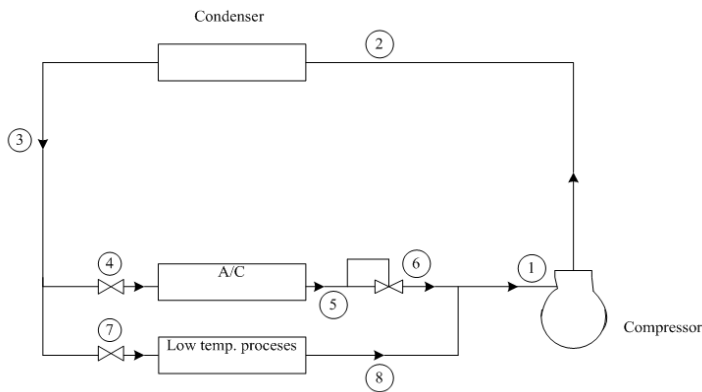 Condenser
2
3
4
A/C
6
1
5
7
Low temp. proceses
Compressor
8